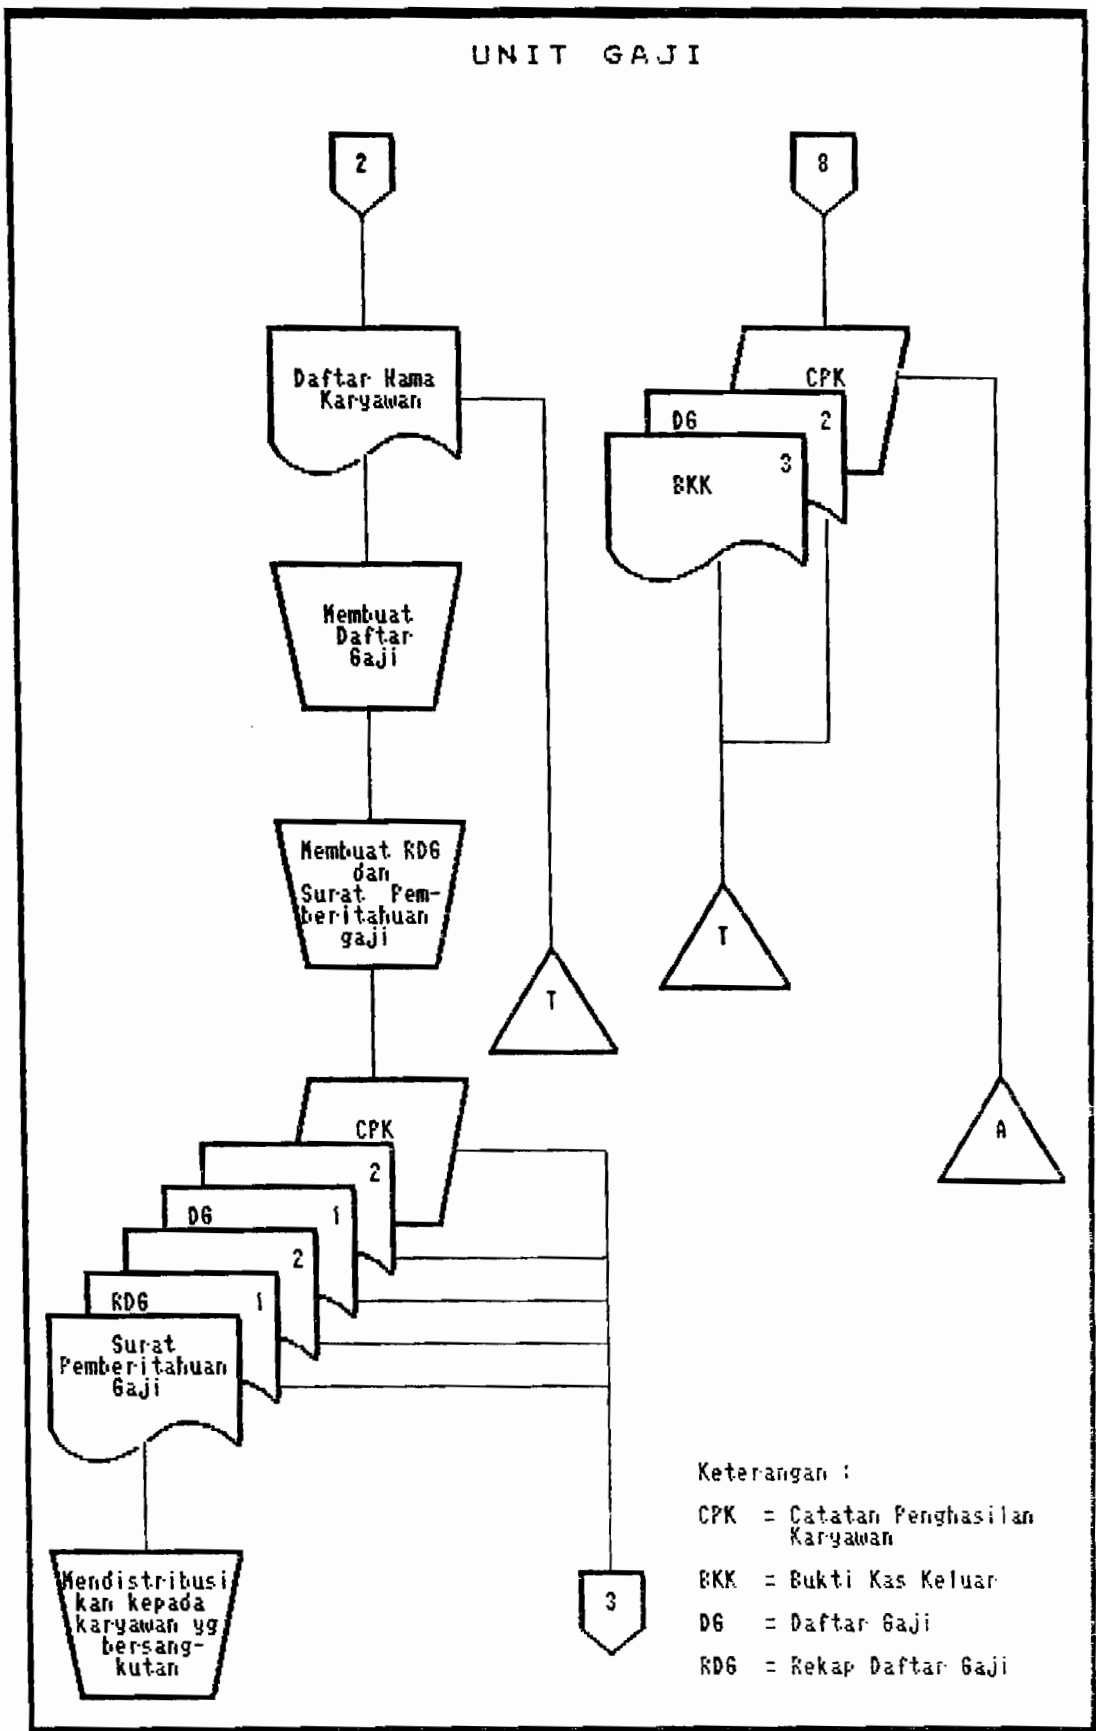 UNIT GAJI
2
Daftar Nama
Karyawan
Membuat
Daftar
Gaji
Membuat RDG
dan
Surat Pem-
beritahuan
gaji
T
CPK
2
DG 1
2
RDG 1
Surat
Pemberitahuan
Gaji
Mendistribusi
kan kepada
karyawan yg
bersang-
kutan
3
8
CPK
DG 2
BKK 3
T
A
Keterangan :
CPK = Catatan Penghasilan
Karyawan
BKK = Bukti Kas Keluar
DG = Daftar Gaji
RDG = Rekap Daftar Gaji